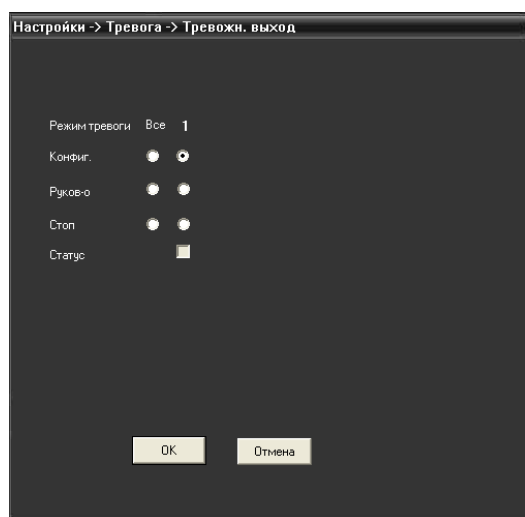 Настройки -> Тревога -> Тревожн. выход
Режим тревоги Все 1
Конфиг.
Руков-о
Стоп
Статус
OK Отмена